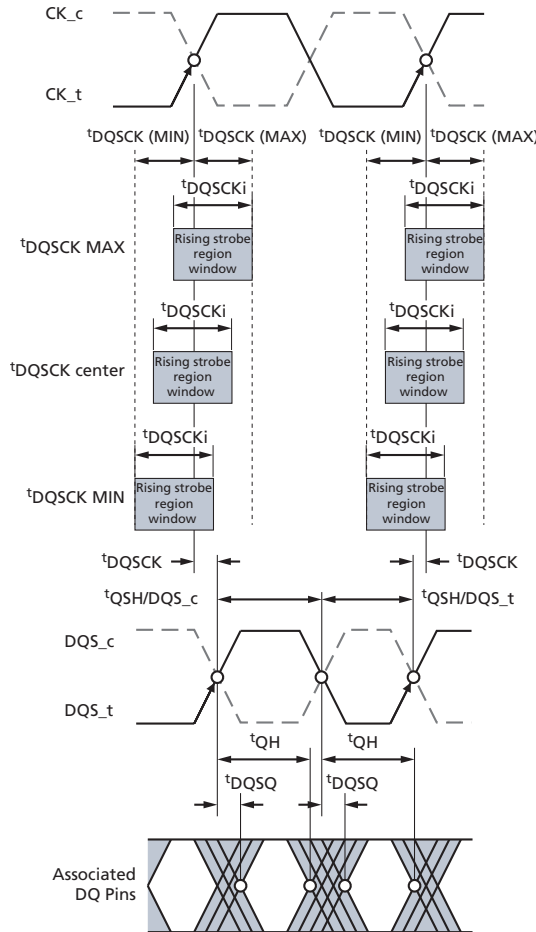 CK_c
CK_t
tDQSCK (MIN) tDQSCK (MAX) tDQSCK (MIN) tDQSCK (MAX)
tDQSCKi tDQSCKi
tDQSCK MAX
Rising strobe
region
window
Rising strobe
region
window
tDQSCKi tDQSCKi
tDQSCK center
Rising strobe
region
window
Rising strobe
region
window
tDQSCKi tDQSCKi
tDQSCK MIN
Rising strobe
region
window
Rising strobe
region
window
tDQSCK tDQSCK
tQSH/DQS_c tQSH/DQS_t
DQS_c
DQS_t
tQH tQH
tDQSQ tDQSQ
Associated
DQ Pins